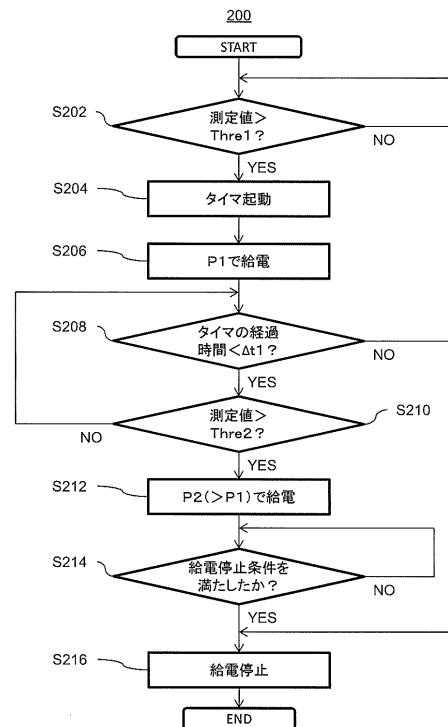 200
START
S202
測定値>
Thre1?
NO
YES
S204
タイマ起動
S206
P1で給電
S208
タイマの経過
時間<Δt1?
NO
YES
S210
測定値>
Thre2?
NO
YES
S212
P2(>P1)で給電
S214
給電停止条件を
満たしたか?
NO
YES
S216
給電停止
END